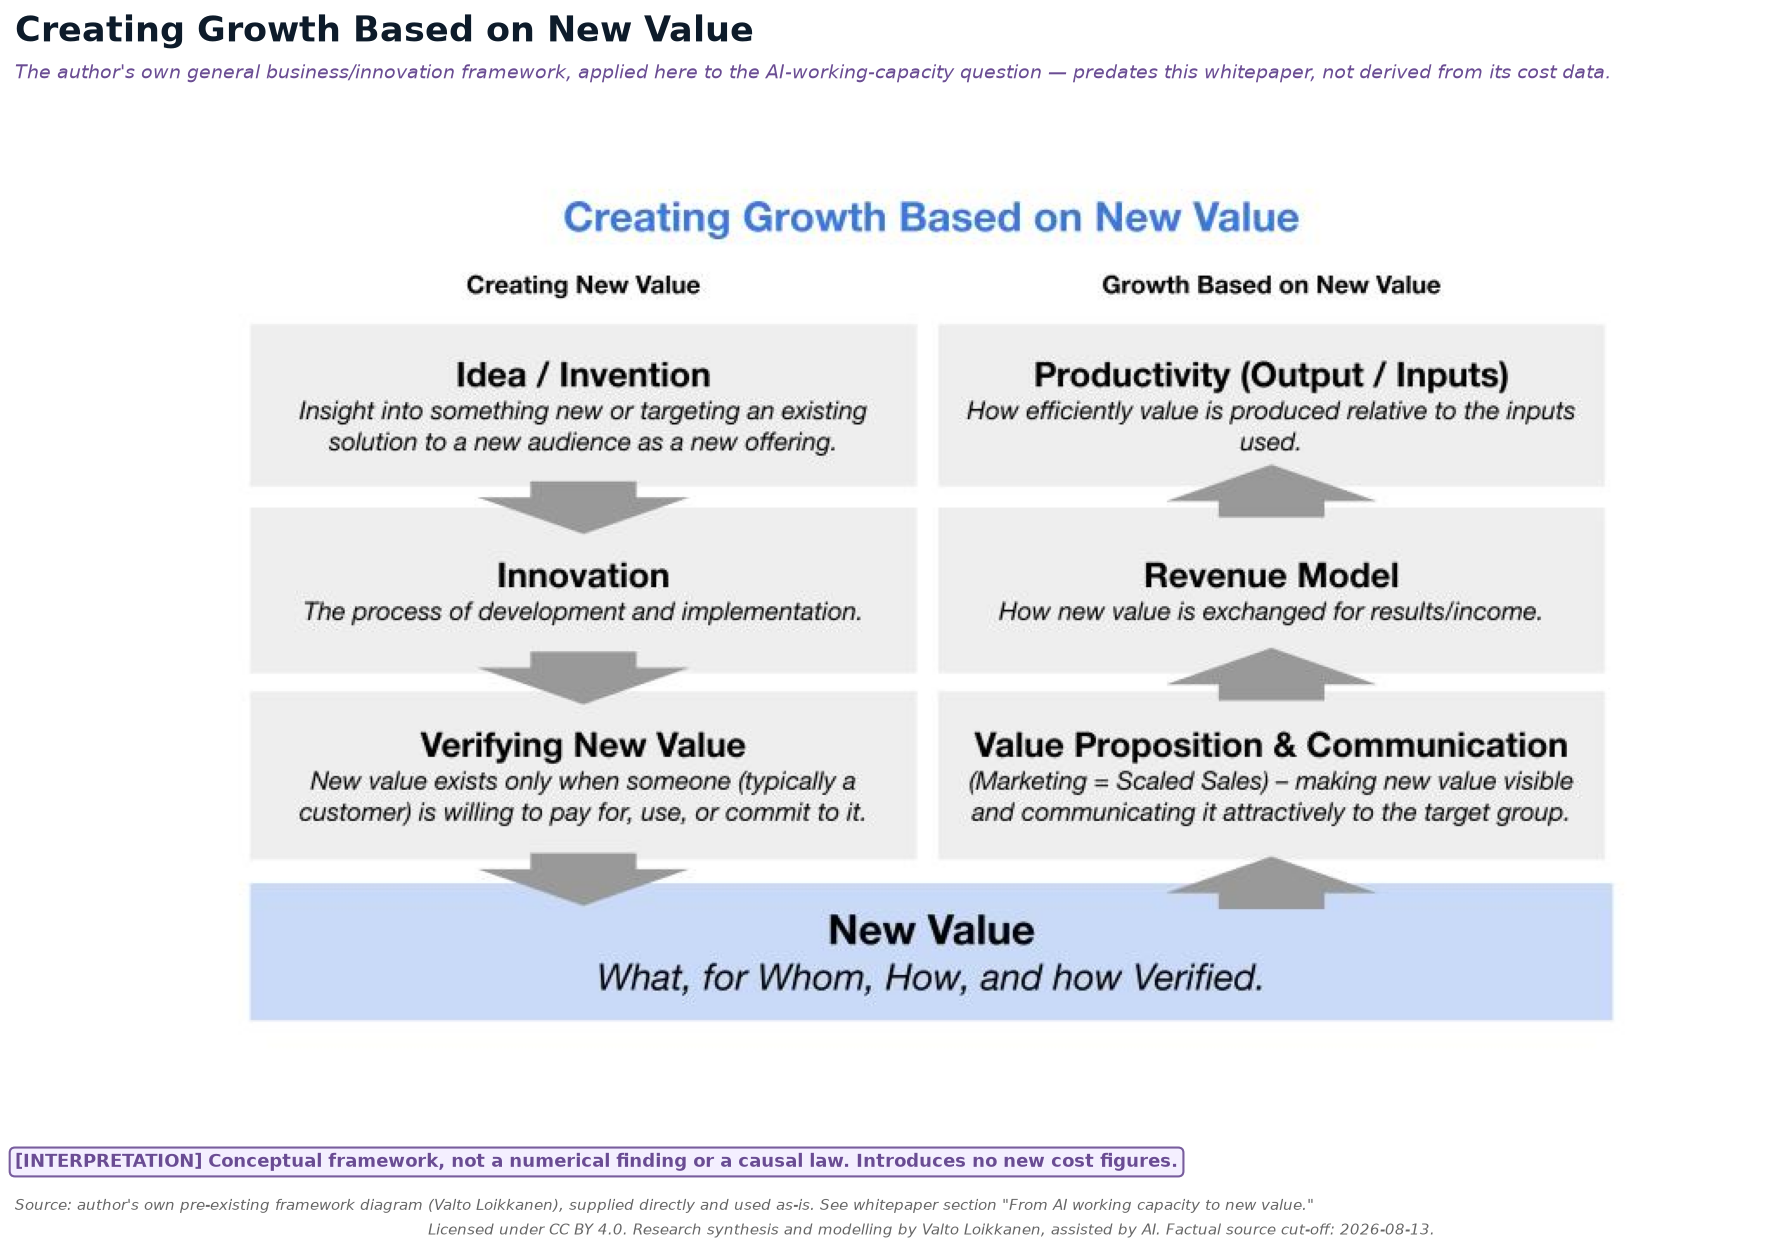 Creating Growth Based on New Value
The author's own general business/innovation framework, applied here to the AI-working-capacity question — predates this whitepaper, not derived from its cost data.
Creating Growth Based on New Value
Creating New Value
Idea / Invention
Insight into something new or targeting an existing
solution to a new audience as a new offering.
Innovation
The process of development and implementation.
Verifying New Value
New value exists only when someone (typically a
customer) is willing to pay for, use, or commit to it.
Growth Based on New Value
Productivity (Output / Inputs)
How efficiently value is produced relative to the inputs
used.
Revenue Model
How new value is exchanged for results/income.
Value Proposition & Communication
(Marketing = Scaled Sales) – making new value visible
and communicating it attractively to the target group.
New Value
What, for Whom, How, and how Verified.
[INTERPRETATION] Conceptual framework, not a numerical finding or a causal law. Introduces no new cost figures.
Source: author's own pre-existing framework diagram (Valto Loikkanen), supplied directly and used as-is. See whitepaper section "From AI working capacity to new value."
Licensed under CC BY 4.0. Research synthesis and modelling by Valto Loikkanen, assisted by AI. Factual source cut-off: 2026-08-13.